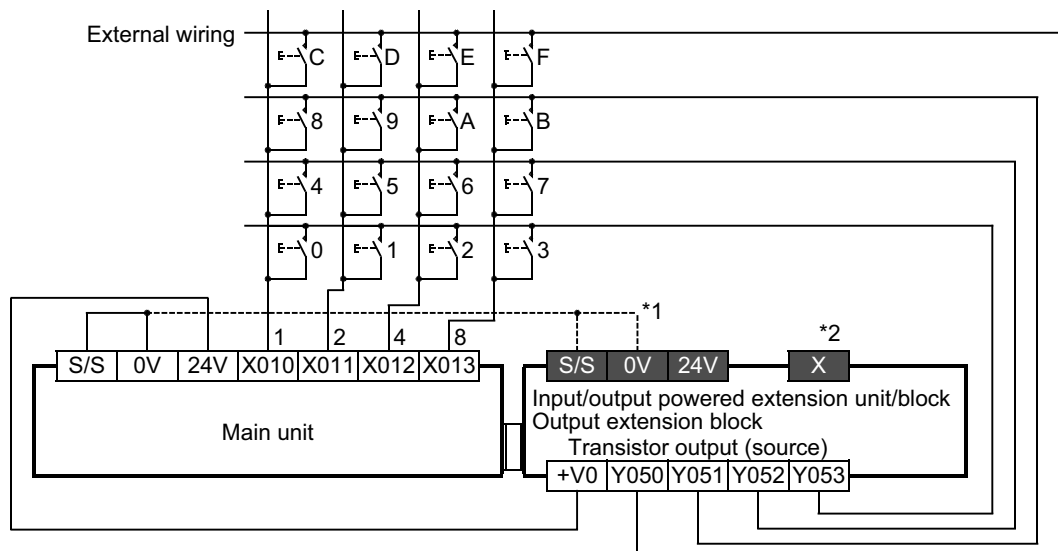 External wiring
C D E F
8 9 A B
4 5 6 7
0 1 2 3
*1
1 2 4 8
*2
S/S 0V 24V X010 X011 X012 X013
S/S 0V 24V X
Main unit
Input/output powered extension unit/block
Output extension block
Transistor output (source)
+V0 Y050 Y051 Y052 Y053